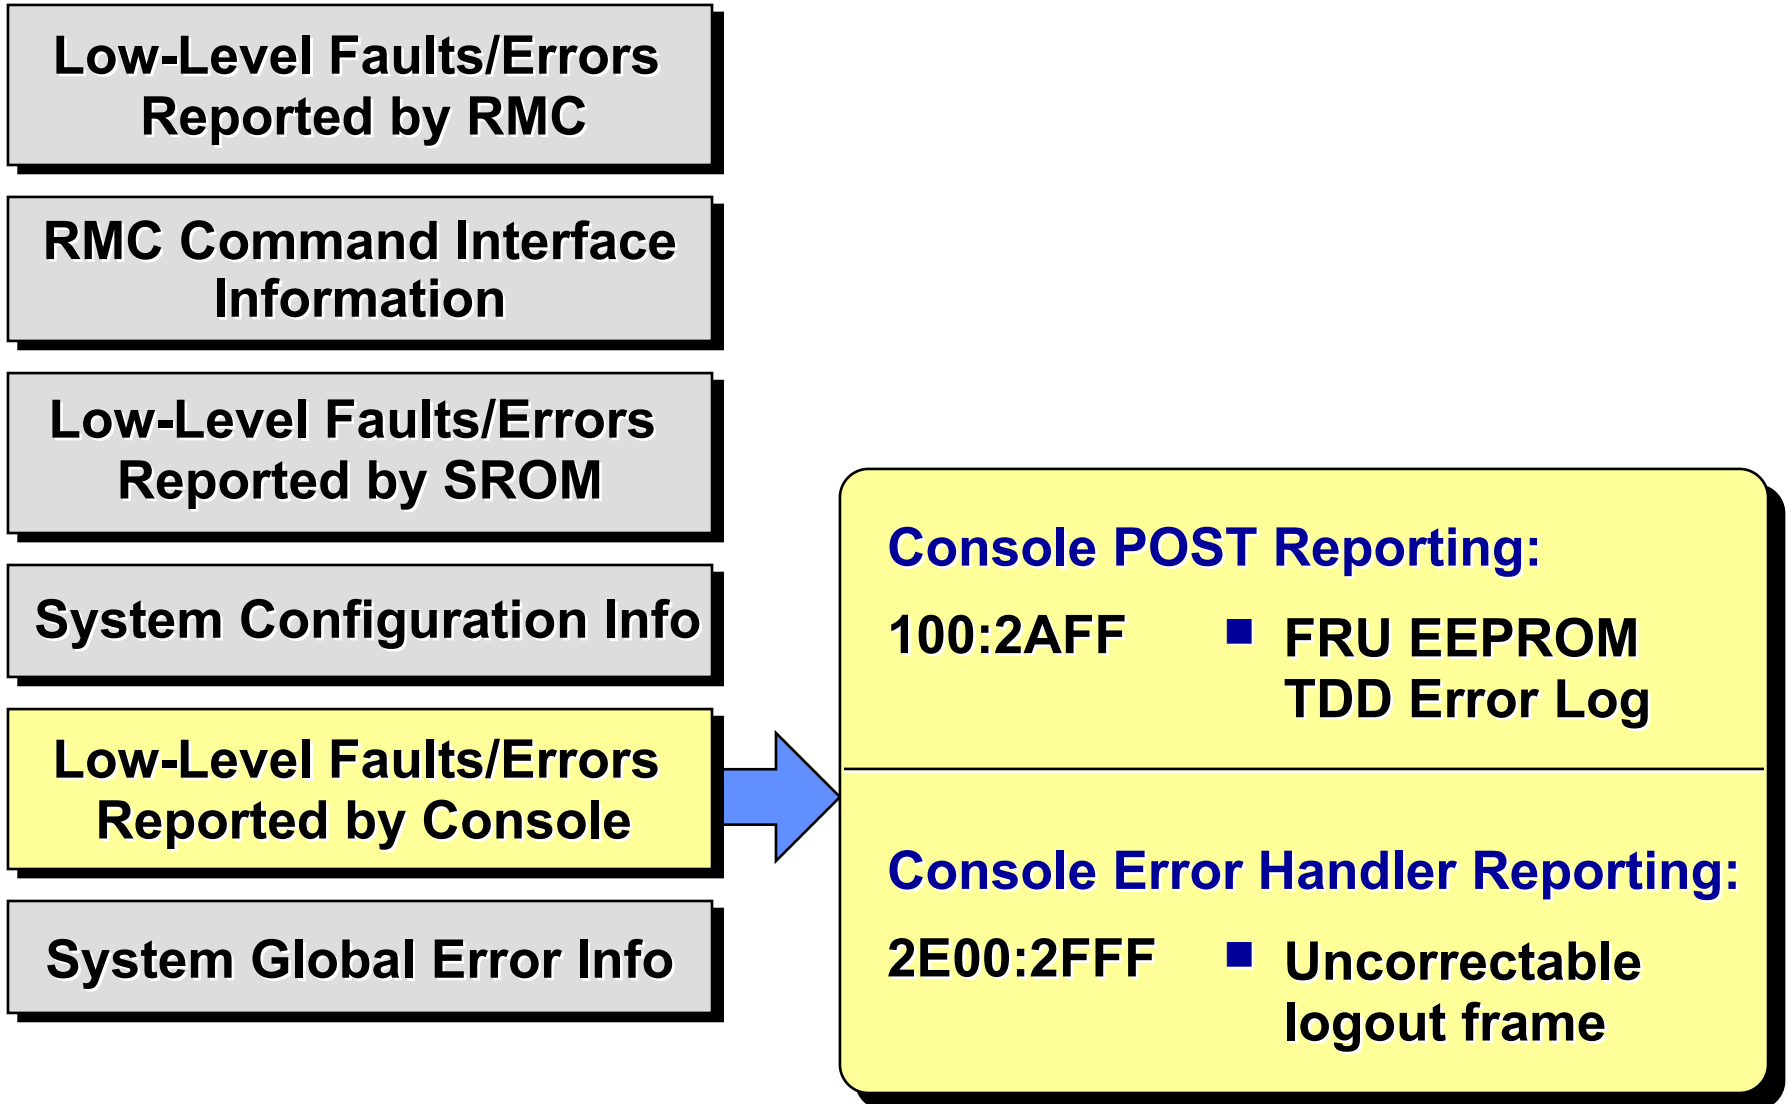 Low-Level Faults/Errors
Reported by RMC
RMC Command Interface
Information
Low-Level Faults/Errors
Reported by SROM
System Configuration Info
Low-Level Faults/Errors
Reported by Console
System Global Error Info
Console POST Reporting:
100:2AFF ■ FRU EEPROM
TDD Error Log
Console Error Handler Reporting:
2E00:2FFF ■ Uncorrectable
logout frame